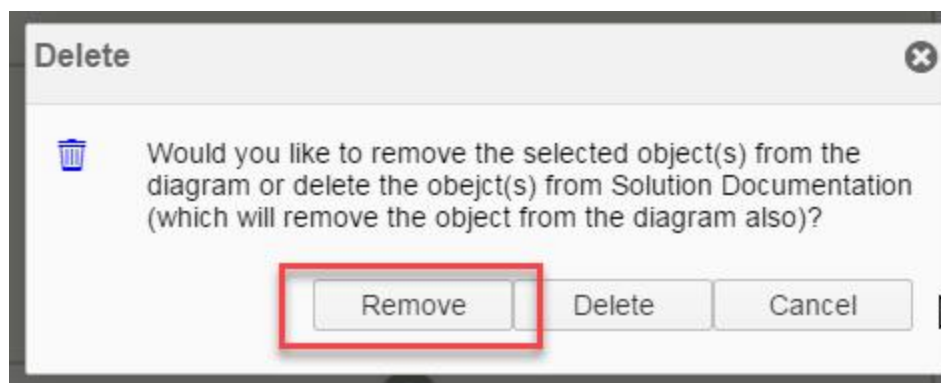 Delete
Would you like to remove the selected object(s) from the
diagram or delete the obejct(s) from Solution Documentation
(which will remove the object from the diagram also)?
Remove Delete Cancel